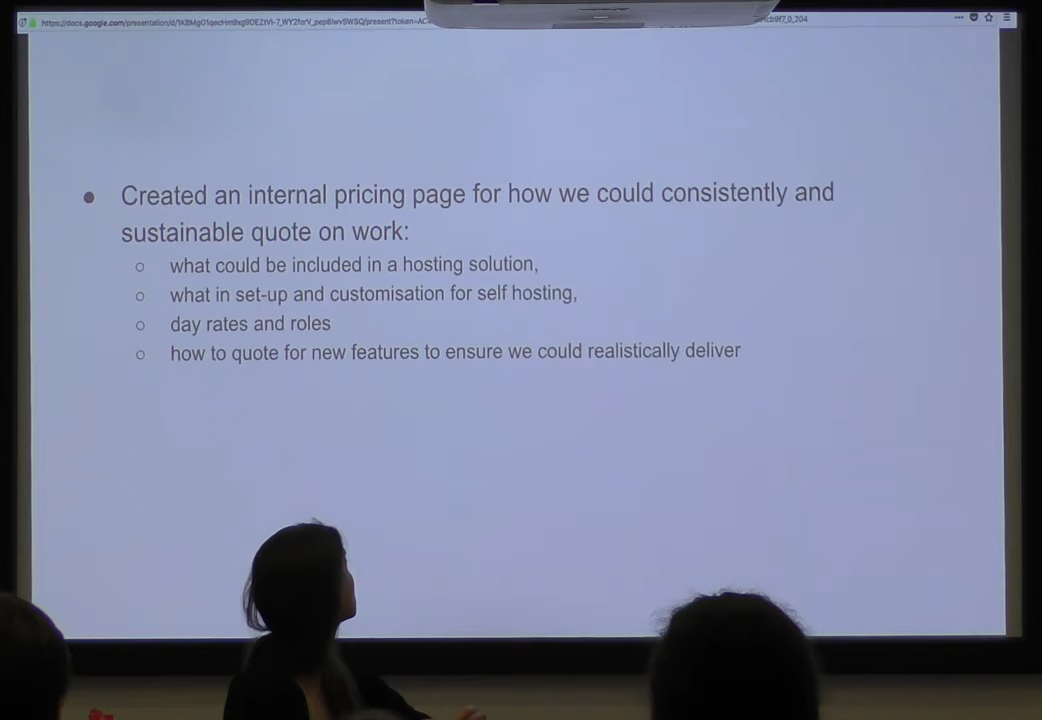 ● Created an internal pricing page for how we could consistently and
sustainable quote on work:
○ what could be included in a hosting solution,
○ what in set-up and customisation for self hosting,
○ day rates and roles
○ how to quote for new features to ensure we could realistically deliver